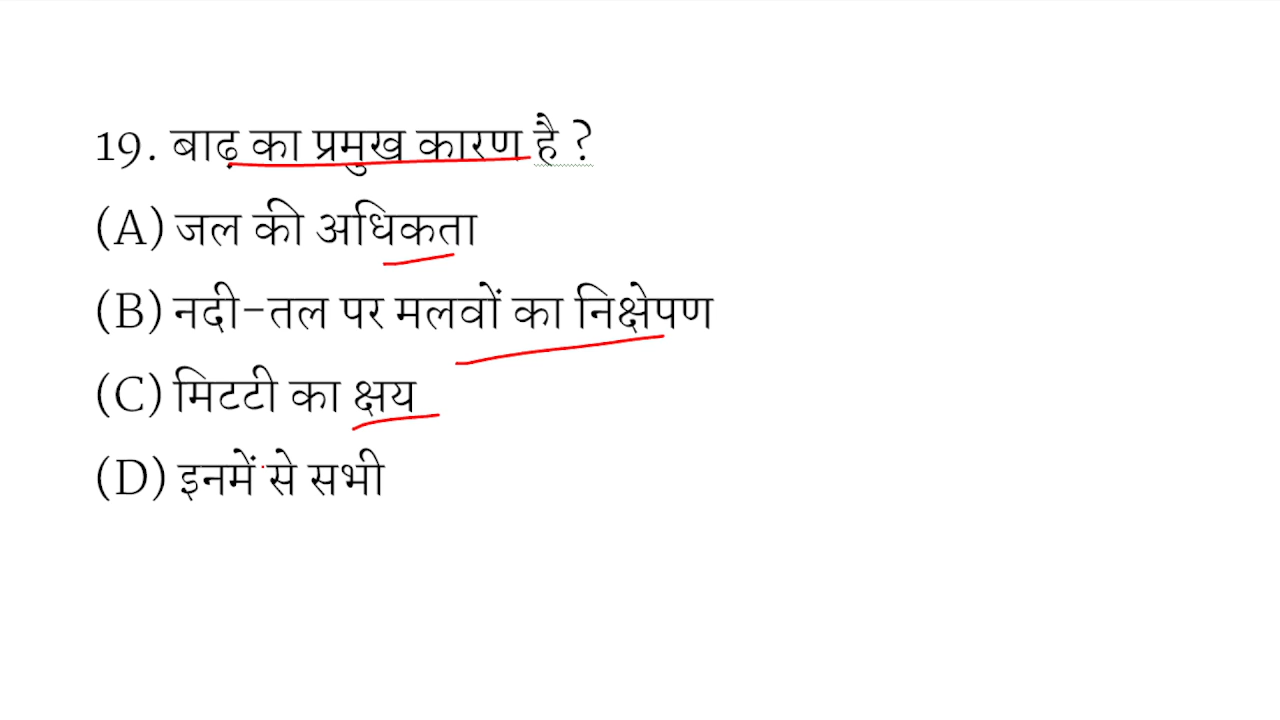 19. बाढ़ का प्रमुख कारण है ?
(A) जल की अधिकता
(B) नदी-तल पर मलवों का निक्षेपण
(C) मिटटी का क्षय
(D) इनमें से सभी